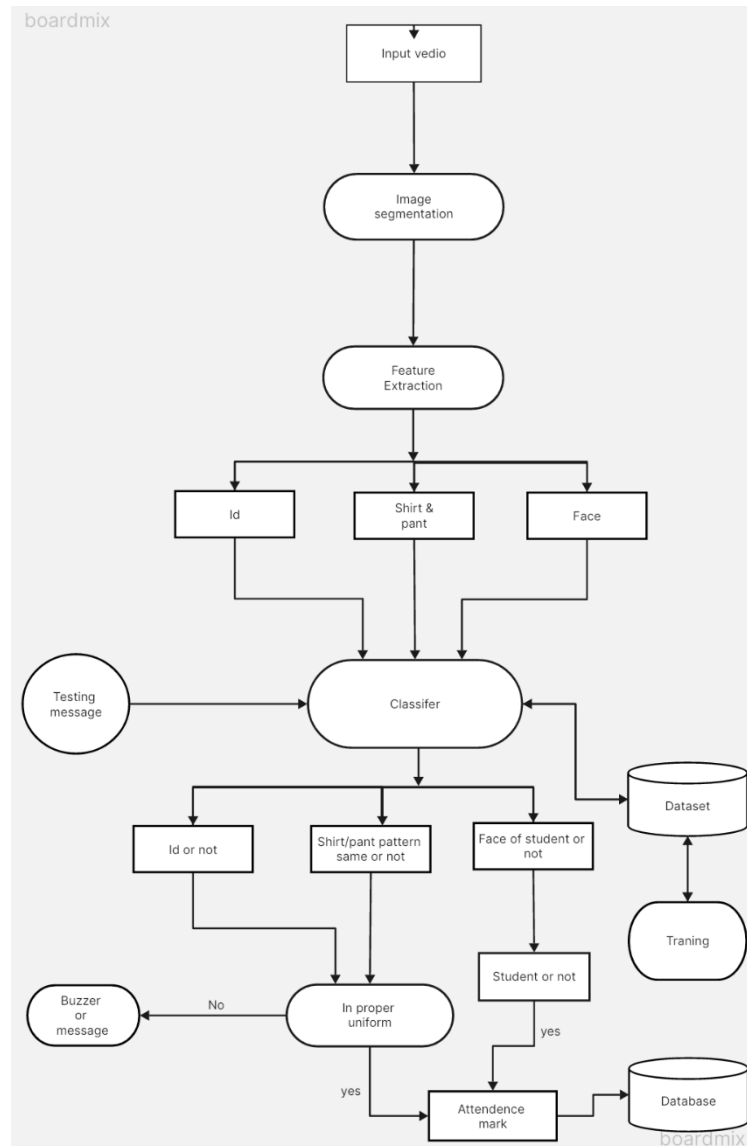 boardmix
Input vedio
Image
segmentation
Feature
Extraction
Id
Shirt &
pant
Face
Testing
message
Classifer
Dataset
Id or not
Shirt/pant pattern
same or not
Face of student or
not
Traning
Student or not
Buzzer
or
message
No
In proper
uniform
yes
yes
Attendence
mark
Database
boardmix